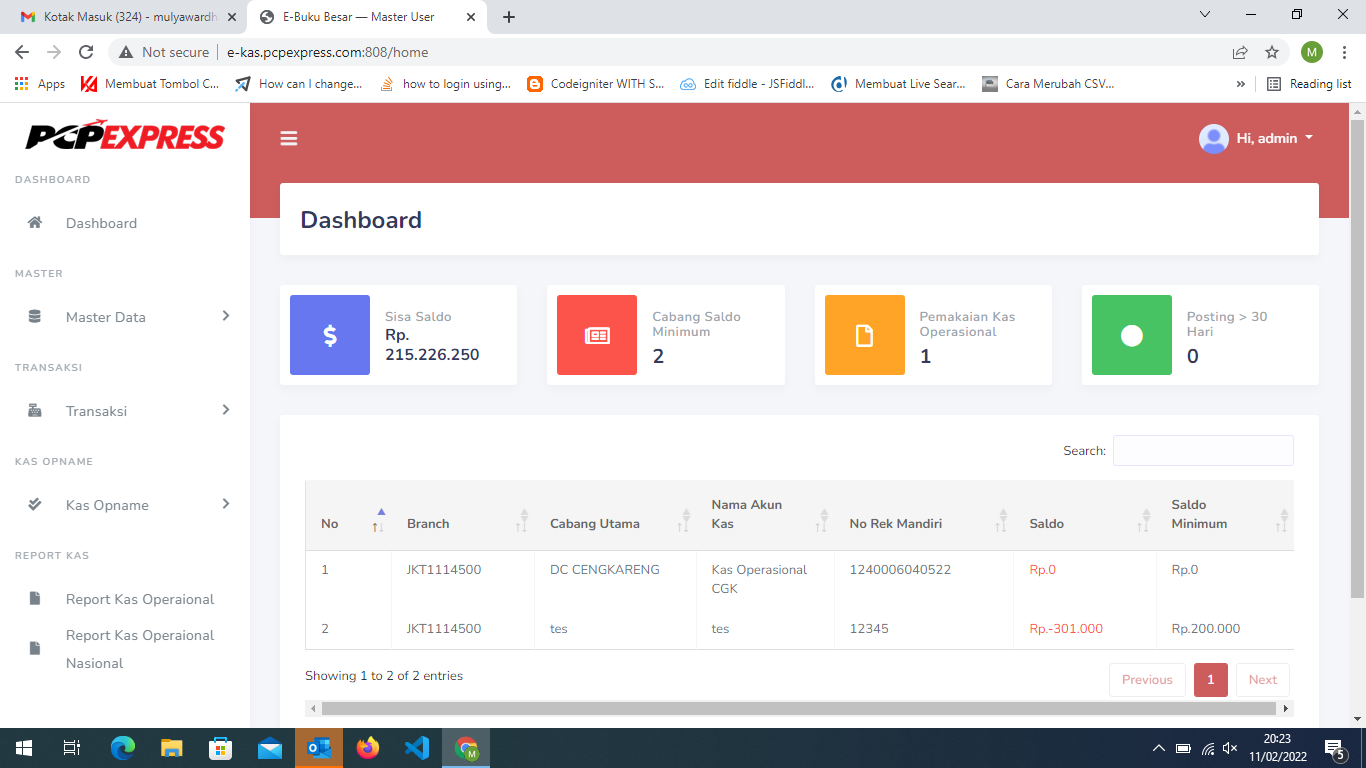 Kotak Masuk (324) - mulyawardh
E-Buku Besar — Master User
Not secure
e-kas.pcpexpress.com:808/home
M
Apps
Membuat Tombol C...
How can I change...
how to login using...
Codeigniter WITH S...
Edit fiddle - JSFiddl...
Membuat Live Sear...
Cara Merubah CSV...
»
Reading list
PCPEXPRESS
Hi, admin
DASHBOARD
Dashboard
MASTER
Master Data
TRANSAKSI
Transaksi
KAS OPNAME
Kas Opname
REPORT KAS
Report Kas Operaional
Report Kas Operaional
Nasional
Dashboard
Sisa Saldo
Rp.
215.226.250
Cabang Saldo
Minimum
2
Pemakaian Kas
Operasional
1
Posting > 30
Hari
0
Search:
No Branch Cabang Utama Nama Akun Kas No Rek Mandiri Saldo Saldo Minimum
1 JKT1114500 DC CENGKARENG Kas Operasional CGK 1240006040522 Rp.0 Rp.0
2 JKT1114500 tes tes 12345 Rp.-301.000 Rp.200.000
Showing 1 to 2 of 2 entries
Previous 1 Next
20:23
11/02/2022
5